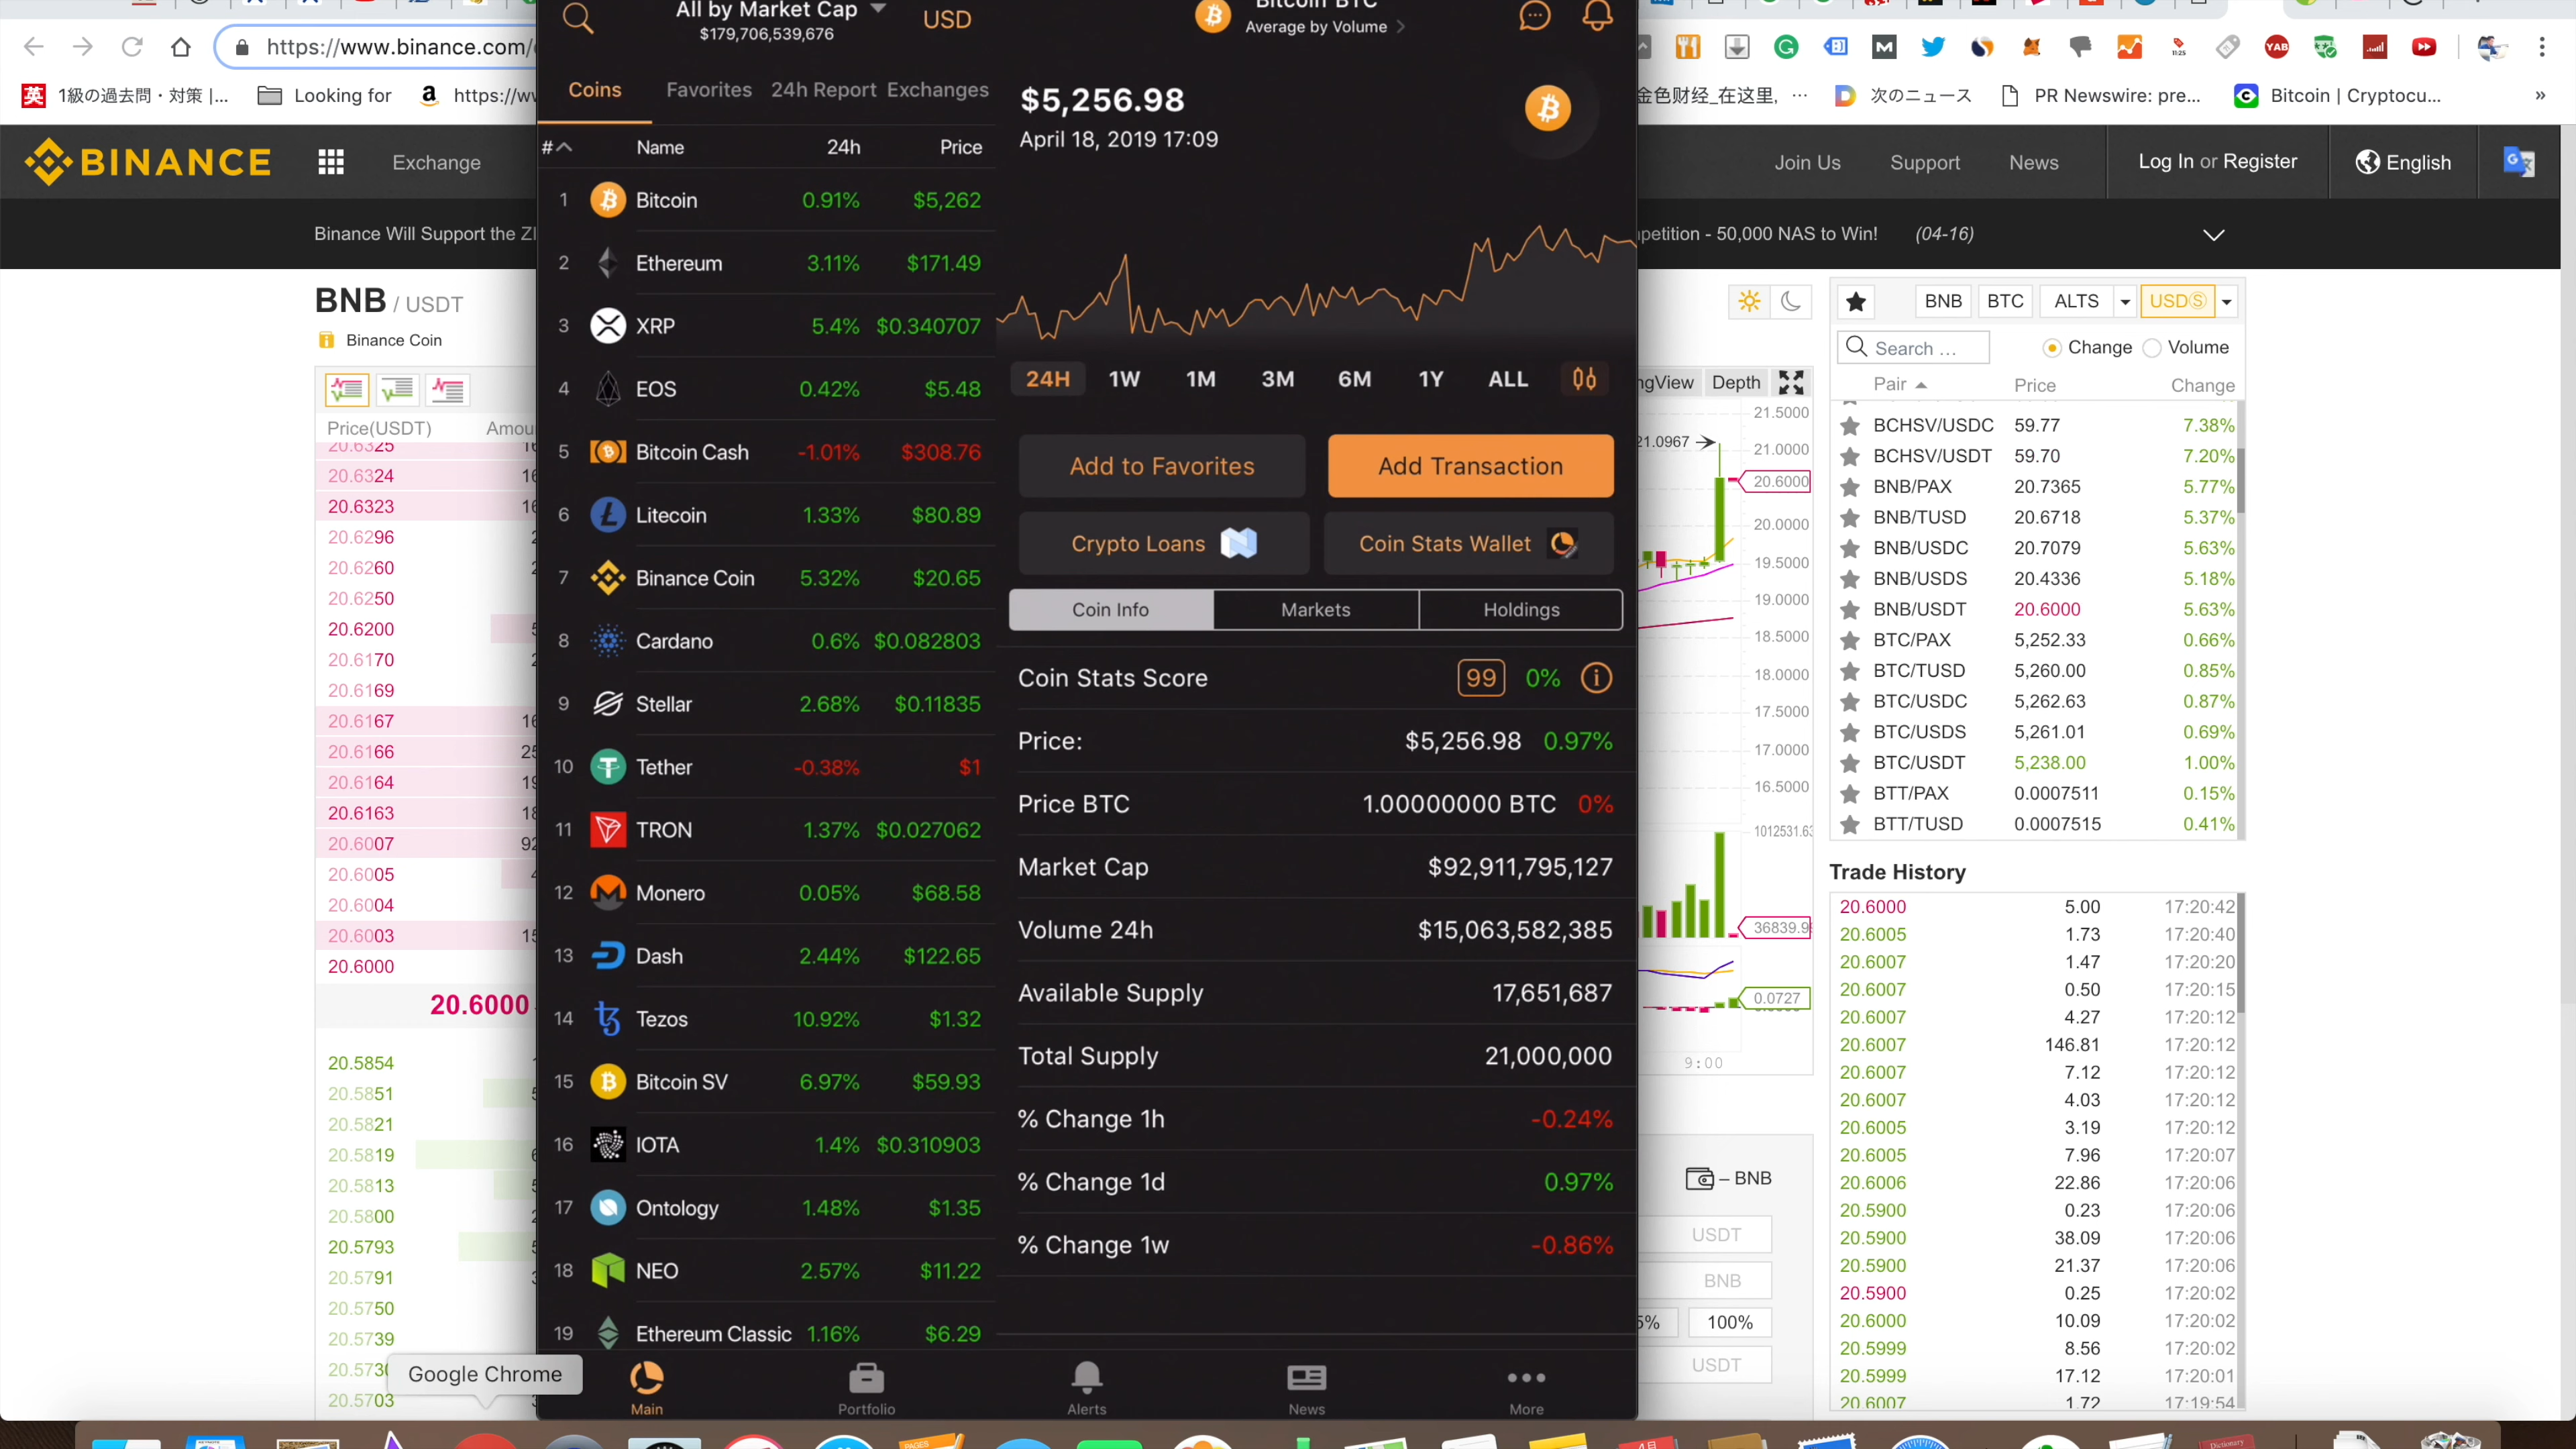 https://www.binance.com/
英 1級の過去問・対策 |...
Looking for
https://w
金色财经_在这里, ...
次のニュース
PR Newswire: pre...
Bitcoin | Cryptocu...
»
BINANCE
Exchange
Join Us
Support
News
Log In or Register
English
Binance Will Support the
petition - 50,000 NAS to Win! (04-16)
BNB / USDT
Binance Coin
Price(USDT) Amou
20.6325
20.6324
20.6323
20.6296
20.6260
20.6250
20.6200
20.6170
20.6169
20.6167
20.6166
20.6164
20.6163
20.6007
20.6005
20.6004
20.6003
20.6000
20.6000
20.5854
20.5851
20.5821
20.5819
20.5813
20.5800
20.5793
20.5791
20.5750
20.5739
20.573
20.5703
Google Chrome
All by Market Cap
$179,706,539,676
USD
Coins Favorites 24h Report Exchanges
# Name 24h Price
1 Bitcoin 0.91% $5,262
2 Ethereum 3.11% $171.49
3 XRP 5.4% $0.340707
4 EOS 0.42% $5.48
5 Bitcoin Cash -1.01% $308.76
6 Litecoin 1.33% $80.89
7 Binance Coin 5.32% $20.65
8 Cardano 0.6% $0.082803
9 Stellar 2.68% $0.11835
10 Tether -0.38% $1
11 TRON 1.37% $0.027062
12 Monero 0.05% $68.58
13 Dash 2.44% $122.65
14 Tezos 10.92% $1.32
15 Bitcoin SV 6.97% $59.93
16 IOTA 1.4% $0.310903
17 Ontology 1.48% $1.35
18 NEO 2.57% $11.22
19 Ethereum Classic 1.16% $6.29
Bitcoin BTC
Average by Volume >
$5,256.98
April 18, 2019 17:09
24H 1W 1M 3M 6M 1Y ALL
Add to Favorites
Add Transaction
Crypto Loans
Coin Stats Wallet
Coin Info Markets Holdings
Coin Stats Score 99 0%
Price: $5,256.98 0.97%
Price BTC 1.00000000 BTC 0%
Market Cap $92,911,795,127
Volume 24h $15,063,582,385
Available Supply 17,651,687
Total Supply 21,000,000
% Change 1h -0.24%
% Change 1d 0.97%
% Change 1w -0.86%
Main Portfolio Alerts News More
ngView Depth
21.5000
21.0967
21.0000
20.6000
20.0000
19.5000
19.0000
18.5000
18.0000
17.5000
17.0000
16.5000
1012531.63
36839.9
0.0727
9:00
– BNB
USDT
BNB
5% 100%
USDT
BNB BTC ALTS USDⓈ
Search ...
Change Volume
Pair Price Change
BCHSV/USDC 59.77 7.38%
BCHSV/USDT 59.70 7.20%
BNB/PAX 20.7365 5.77%
BNB/TUSD 20.6718 5.37%
BNB/USDC 20.7079 5.63%
BNB/USDS 20.4336 5.18%
BNB/USDT 20.6000 5.63%
BTC/PAX 5,252.33 0.66%
BTC/TUSD 5,260.00 0.85%
BTC/USDC 5,262.63 0.87%
BTC/USDS 5,261.01 0.69%
BTC/USDT 5,238.00 1.00%
BTT/PAX 0.0007511 0.15%
BTT/TUSD 0.0007515 0.41%
Trade History
20.6000 5.00 17:20:42
20.6005 1.73 17:20:40
20.6007 1.47 17:20:20
20.6007 0.50 17:20:15
20.6007 4.27 17:20:12
20.6007 146.81 17:20:12
20.6007 7.12 17:20:12
20.6007 4.03 17:20:12
20.6005 3.19 17:20:12
20.6005 7.96 17:20:07
20.6006 22.86 17:20:06
20.5900 0.23 17:20:06
20.5900 38.09 17:20:06
20.5900 21.37 17:20:06
20.5900 0.25 17:20:02
20.6000 10.09 17:20:02
20.5999 8.56 17:20:02
20.5999 17.12 17:20:01
20.6007 1.72 17:19:54